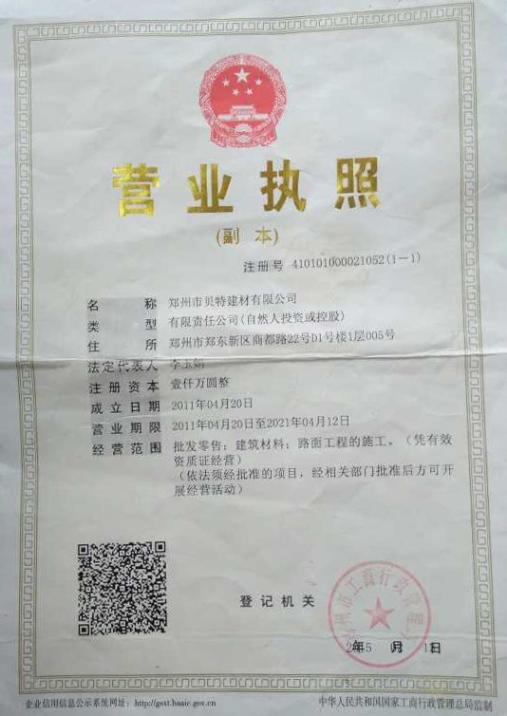 营业执照
(副 本)
注册号 410101000021052(1-1)
名 称 郑州市贝特建材有限公司
类 型 有限责任公司(自然人投资或控股)
住 所 郑州市郑东新区商都路22号D1号楼1层005号
法定代表人
注册资本 壹仟万圆整
成立日期 2011年04月20日
营业期限 2011年04月20日至2021年04月12日
经营范围 批发零售：建筑材料；路面工程的施工。（凭有效
资质证经营）
（依法须经批准的项目，经相关部门批准后方可开
展经营活动）
登记机关
年 月 日
企业信用信息公示系统网址：http://gsxt.haaic.gov.cn
中华人民共和国国家工商行政管理总局监制